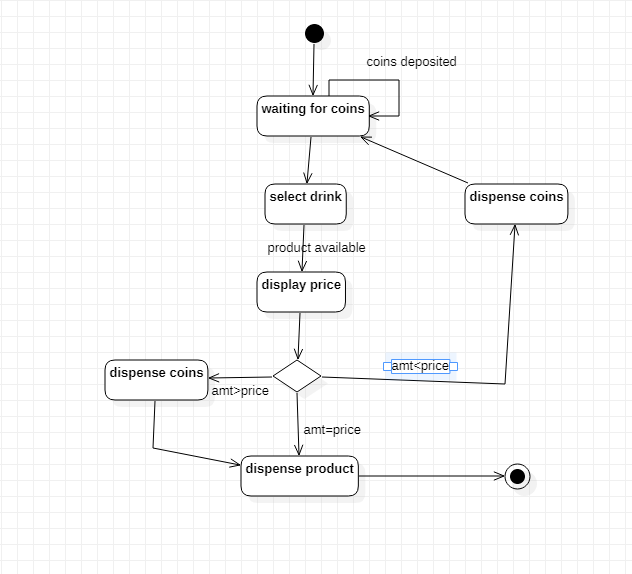 coins deposited
waiting for coins
select drink
dispense coins
product available
display price
amt<price
dispense coins
amt>price
amt=price
dispense product